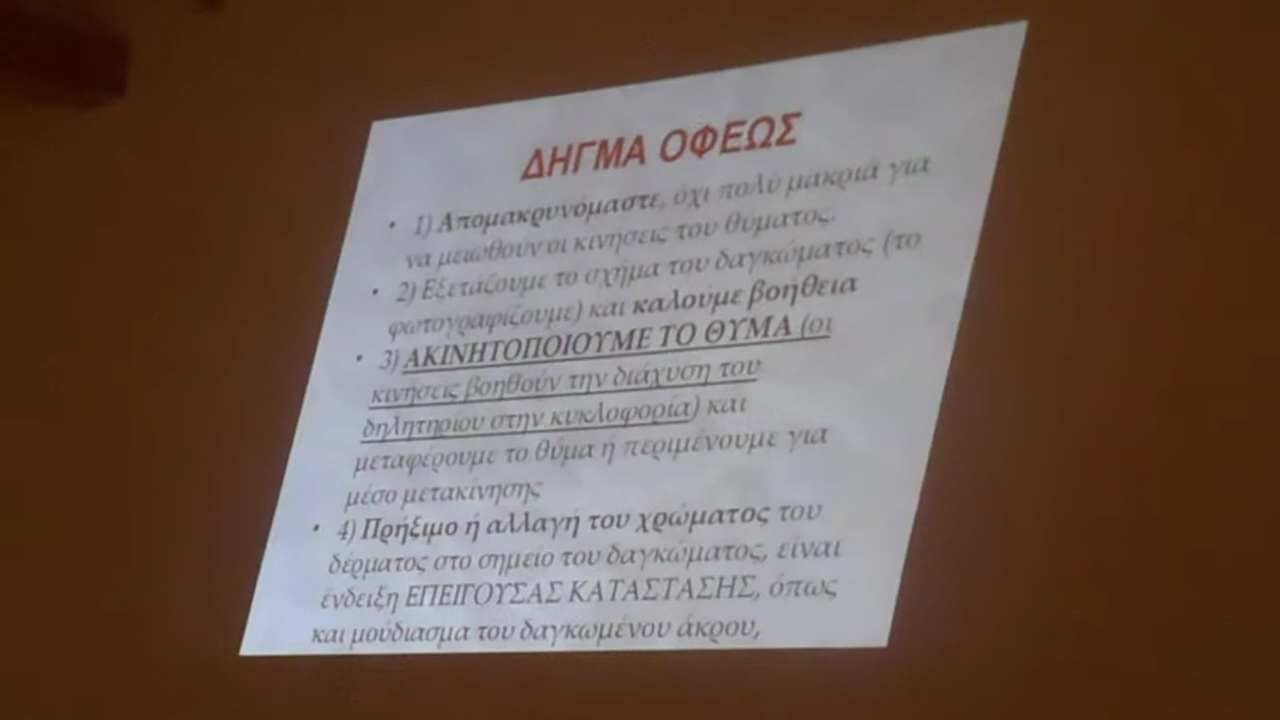 ΔΗΓΜΑ ΟΦΕΩΣ
• 1) Απομακρυνόμαστε, όχι πολύ μακριά για
να μειωθούν οι κινήσεις του θύματος.
• 2) Εξετάζουμε το σχήμα του δαγκώματος (το
φωτογραφίζουμε) και καλούμε βοήθεια
• 3) ΑΚΙΝΗΤΟΠΟΙΟΥΜΕ ΤΟ ΘΥΜΑ (οι
κινήσεις βοηθούν την διάχυση του
δηλητηρίου στην κυκλοφορία) και
μεταφέρουμε το θύμα ή περιμένουμε για
μέσο μετακίνησης
• 4) Πρήξιμο ή αλλαγή του χρώματος του
δέρματος στο σημείο του δαγκώματος, είναι
ένδειξη ΕΠΕΙΓΟΥΣΑΣ ΚΑΤΑΣΤΑΣΗΣ, όπως
και μούδιασμα του δαγκωμένου άκρου,